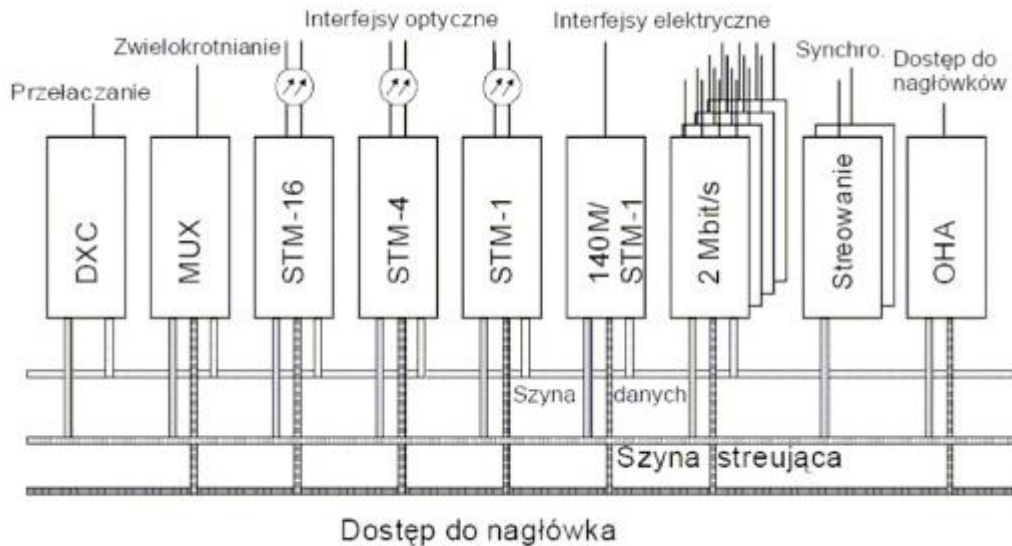 Interfejsy optyczne
Interfejsy elektryczne
Zwielokrotnianie
Synchro.
Dostęp do
nagłówków
Przełaczanie
DXC
MUX
STM-16
STM-4
STM-1
140M/
STM-1
2 Mbit/s
Streowanie
OHA
Szyna danych
Szyna streująca
Dostęp do nagłówka